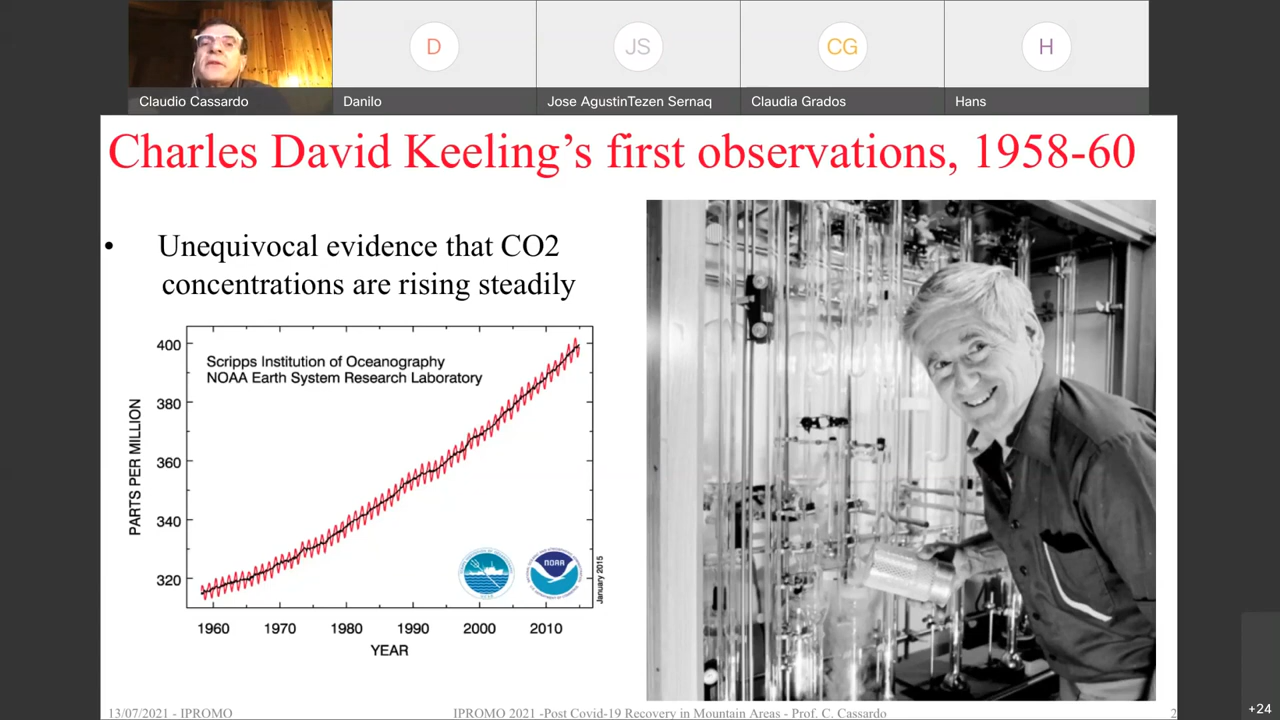 D
JS
CG
H
Claudio Cassardo
Danilo
Jose AgustinTezen Sernaq
Claudia Grados
Hans
Charles David Keeling's first observations, 1958-60
• Unequivocal evidence that CO2
concentrations are rising steadily
Scripps Institution of Oceanography
NOAA Earth System Research Laboratory
PARTS PER MILLION
400
380
360
340
320
NOAA
January 2015
1960 1970 1980 1990 2000 2010
YEAR
13/07/2021 - IPROMO
IPROMO 2021 -Post Covid-19 Recovery in Mountain Areas - Prof. C. Cassardo
2
+24